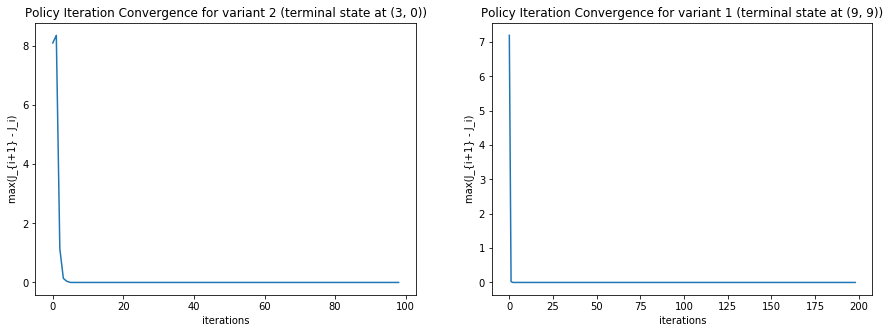 Policy Iteration Convergence for variant 2 (terminal state at (3, 0))
max(J_{i+1} - J_i)
8
6
4
2
0
0 20 40 60 80 100
iterations
Policy Iteration Convergence for variant 1 (terminal state at (9, 9))
max(J_{i+1} - J_i)
7
6
5
4
3
2
1
0
0 25 50 75 100 125 150 175 200
iterations